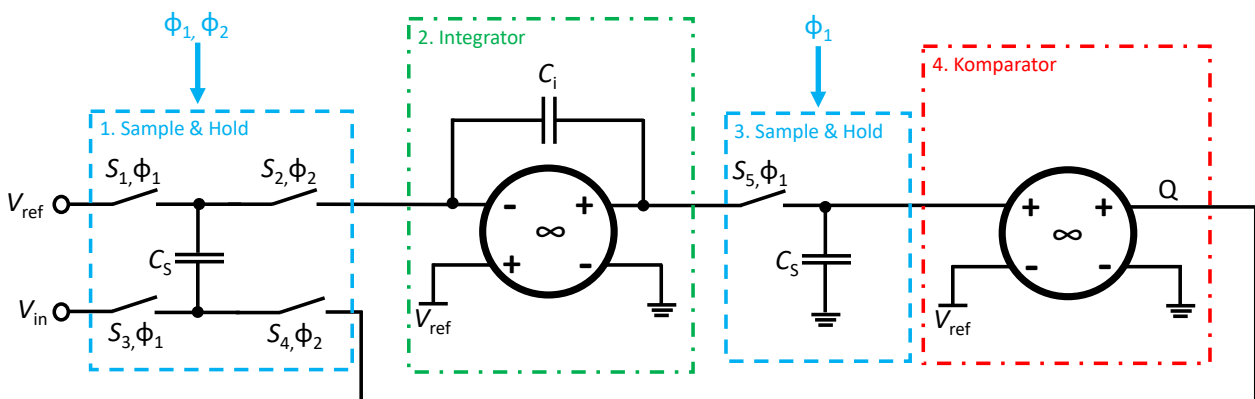 ϕ1, ϕ2
2. Integrator
ϕ1
4. Komparator
Ci
1. Sample & Hold
3. Sample & Hold
S1,ϕ1
S2,ϕ2
S5,ϕ1
Q
Vref
-
+
+
+
∞
∞
CS
CS
+
-
-
-
Vin
S3,ϕ1
S4,ϕ2
Vref
Vref